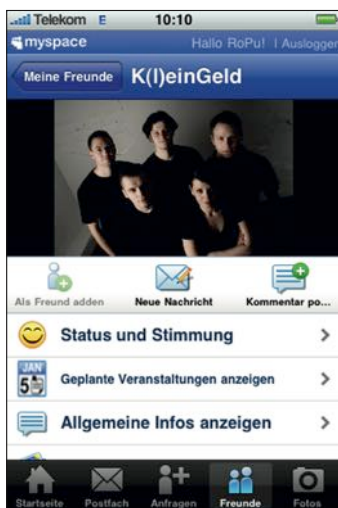 Telekom E 10:10
myspace Hallo RoPu! | Auslogger
Meine Freunde K(l)einGeld
Als Freund adden Neue Nachricht Kommentar po...
Status und Stimmung
JAN
5
Geplante Veranstaltungen anzeigen
Allgemeine Infos anzeigen
Startseite Postfach Anfragen Freunde Fotos